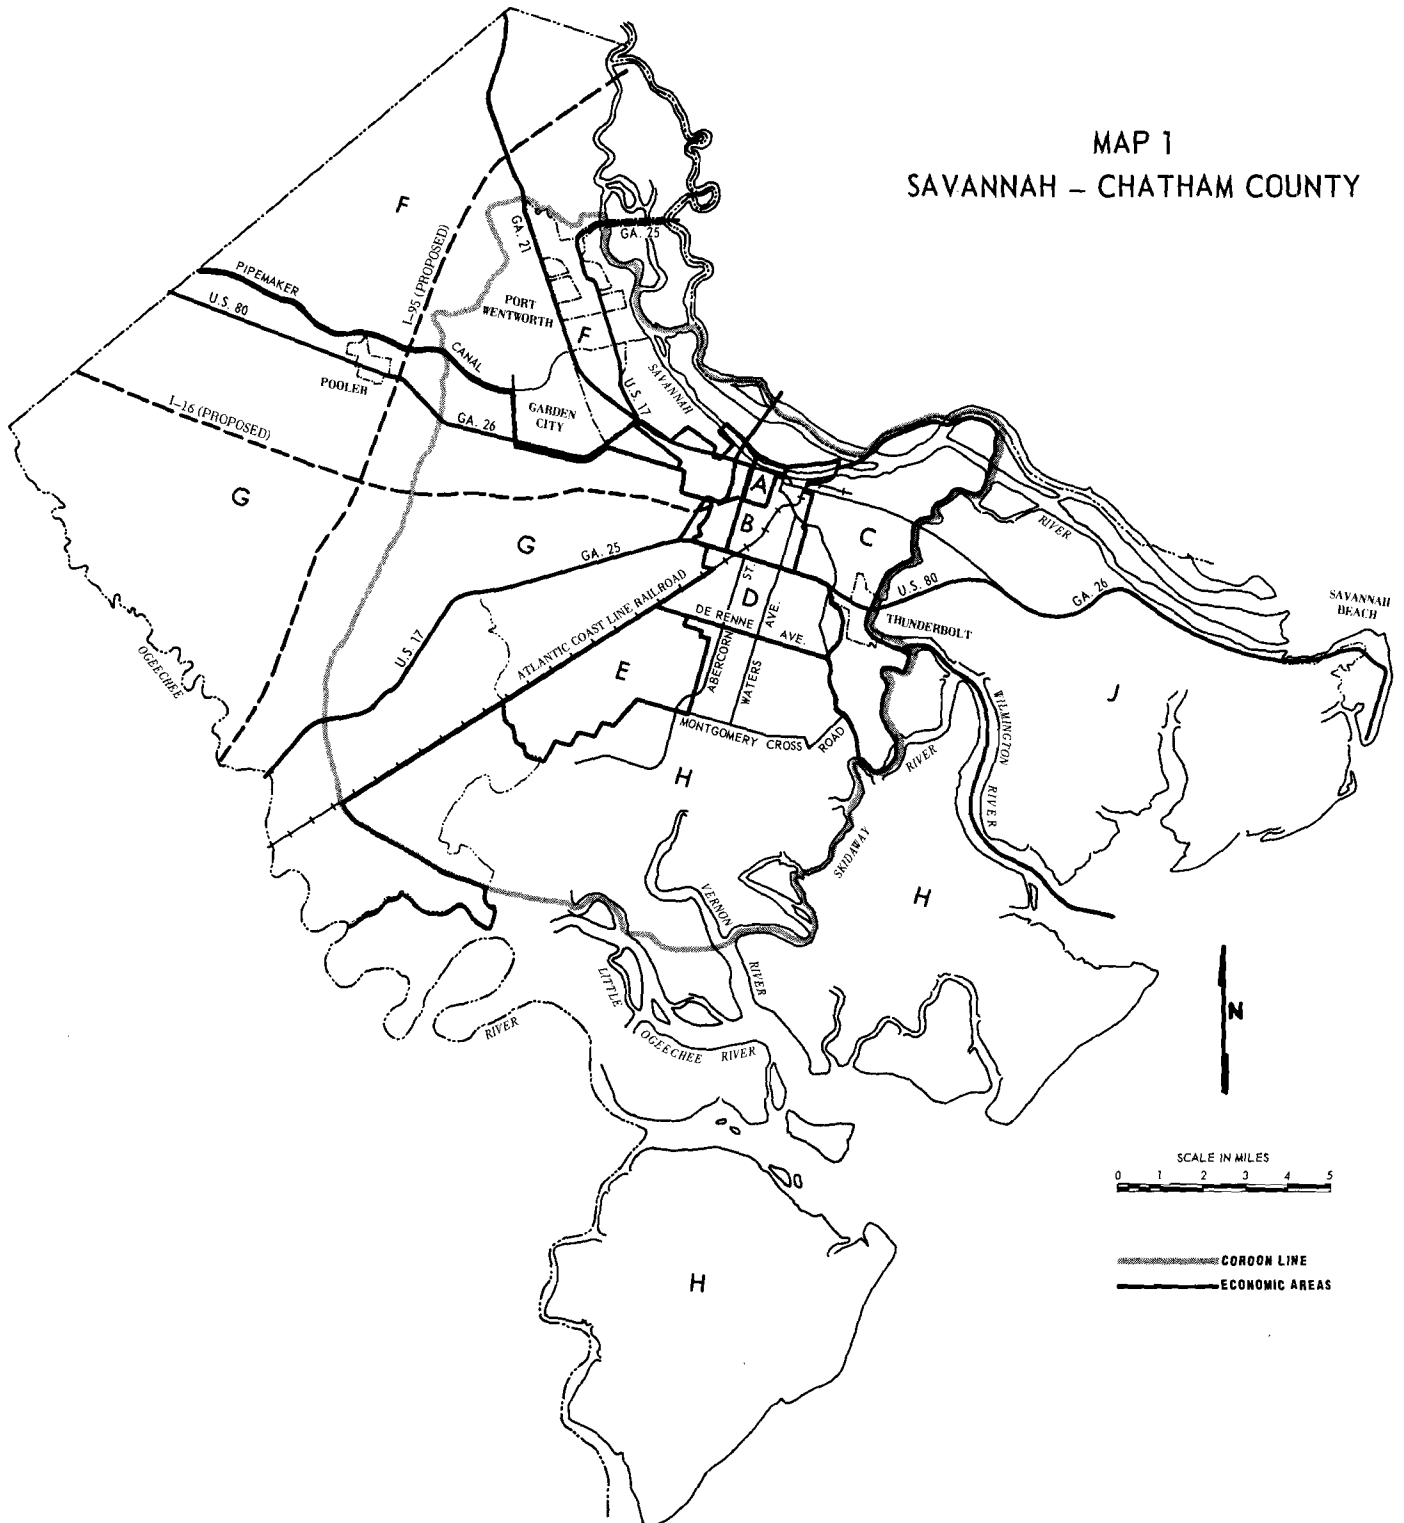 MAP 1
SAVANNAH – CHATHAM COUNTY
F
GA. 21
GA. 25
I-95 (PROPOSED)
PIPEMAKER
U.S. 80
PORT
WENTWORTH
F
CANAL
SAVANNAH
POOLER
U.S. 17
I-16 (PROPOSED)
GARDEN
CITY
GA. 26
A
G
B
C
RIVER
G
GA. 25
ST.
U.S. 80
GA. 26
SAVANNAH
BEACH
D
AVE.
DE RENNE AVE.
THUNDERBOLT
ATLANTIC COAST LINE RAILROAD
OGEECHEE
U.S. 17
E
ABERCORN
WATERS
J
WILMINGTON
RIVER
MONTGOMERY CROSS ROAD
RIVER
H
SKIDAWAY
H
VERNON
RIVER
LITTLE
OGEECHEE RIVER
RIVER
N
SCALE IN MILES
0 1 2 3 4 5
H
CORDON LINE
ECONOMIC AREAS